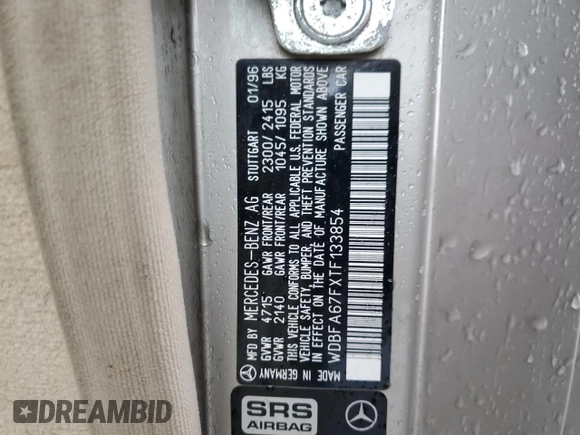 MFD BY MERCEDES-BENZ AG STUTTGART 01/96
GVWR 4715 GAWR FRONT/REAR 2300/2415 LBS
GVWR 2140 GAWR FRONT/REAR 1045/1095 KG
THIS VEHICLE CONFORMS TO ALL APPLICABLE U.S. FEDERAL MOTOR
VEHICLE SAFETY, BUMPER, AND THEFT PREVENTION STANDARDS
IN EFFECT ON THE DATE OF MANUFACTURE SHOWN ABOVE
WDBFA67FXTF133854 PASSENGER CAR
MADE IN GERMANY
SRS
AIRBAG
DREAMBID